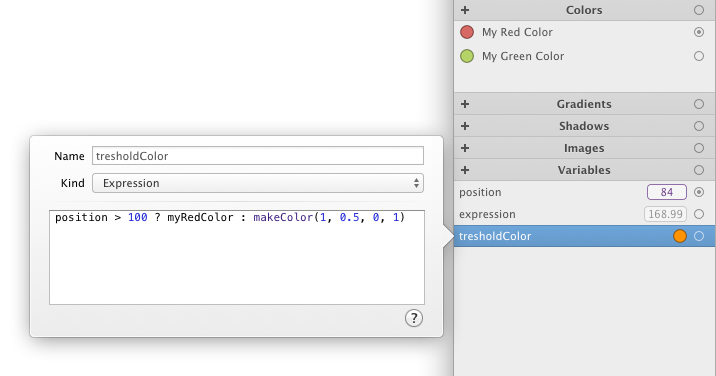 + Colors
My Red Color
My Green Color
+ Gradients
+ Shadows
+ Images
+ Variables
position 84
expression 168.99
tresholdColor
Name tresholdColor
Kind Expression
position > 100 ? myRedColor : makeColor(1, 0.5, 0, 1)
?